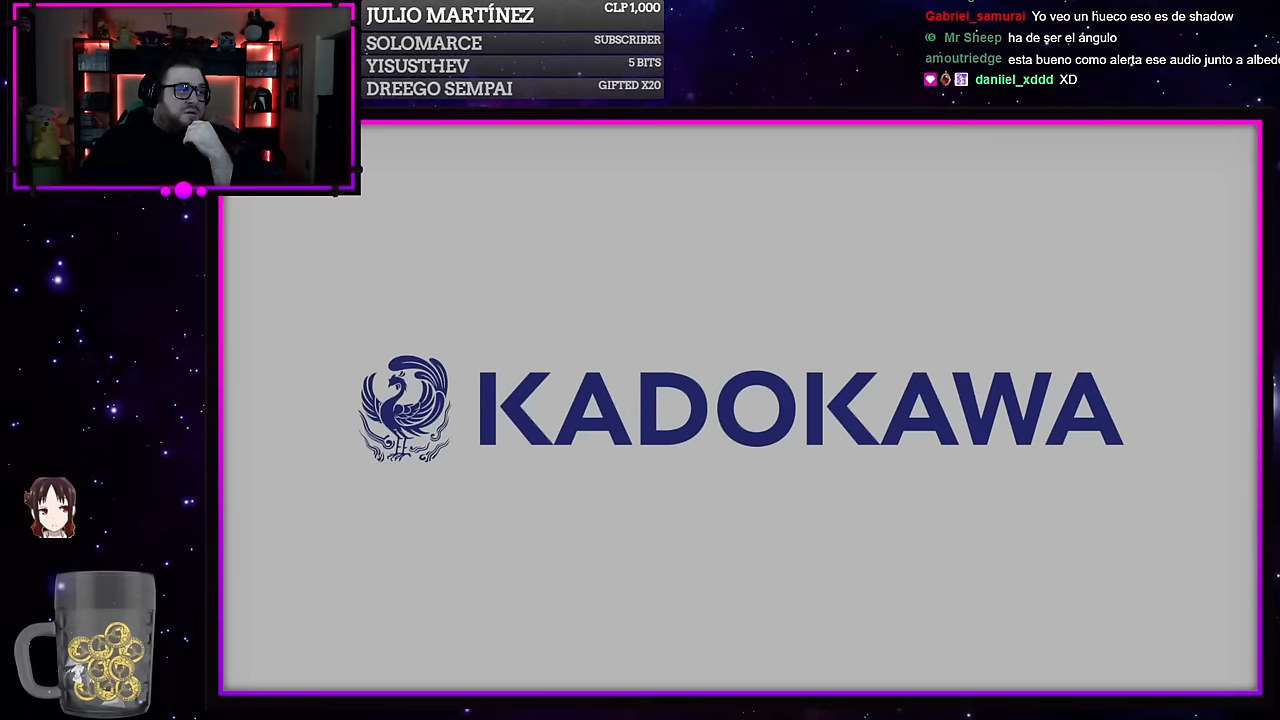 JULIO MARTÍNEZ CLP 1,000
SOLOMARCE SUBSCRIBER
YISUSTHEV 5 BITS
DREEGO SEMPAI GIFTED X20
Gabriel_samurai Yo veo un hueco eso es de shadow
Mr Sheep ha de ser el ángulo
amoutriedge esta bueno como alerta ese audio junto a albedo
daniiel_xddd XD
KADOKAWA